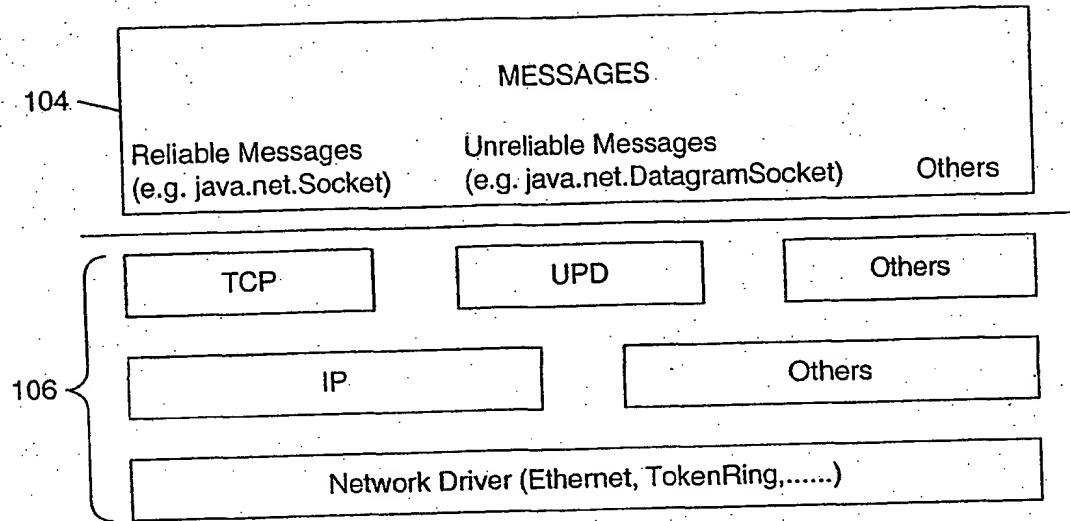 MESSAGES
104
Reliable Messages
(e.g. java.net.Socket)
Unreliable Messages
(e.g. java.net.DatagramSocket)
Others
TCP
UPD
Others
106
IP
Others
Network Driver (Ethernet, TokenRing,......)